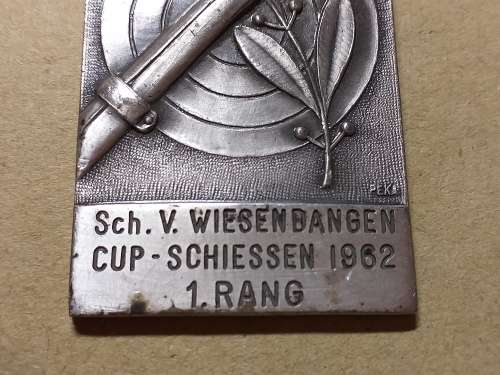 PEKA
Sch. V. WIESENDANGEN
CUP-SCHIESSEN 1962
1. RANG